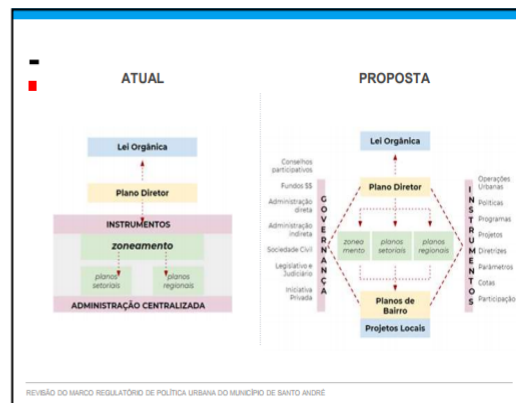 ATUAL
Lei Orgânica
Plano Diretor
INSTRUMENTOS
zoneamento
planos
setoriais
planos
regionais
ADMINISTRAÇÃO CENTRALIZADA
PROPOSTA
Lei Orgânica
Conselhos
participativos
Fundos $$
Administração
direta
Administração
indireta
Sociedade Civil
Legislativo e
Judiciário
Iniciativa
Privada
GOVERNANÇA
Plano Diretor
zonea
mento
planos
setoriais
planos
regionais
Planos de
Bairro
Projetos Locais
INSTRUMENTOS
Operações
Urbanas
Políticas
Programas
Projetos
Diretrizes
Parâmetros
Cotas
Participação
REVISÃO DO MARCO REGULATÓRIO DE POLÍTICA URBANA DO MUNICÍPIO DE SANTO ANDRÉ